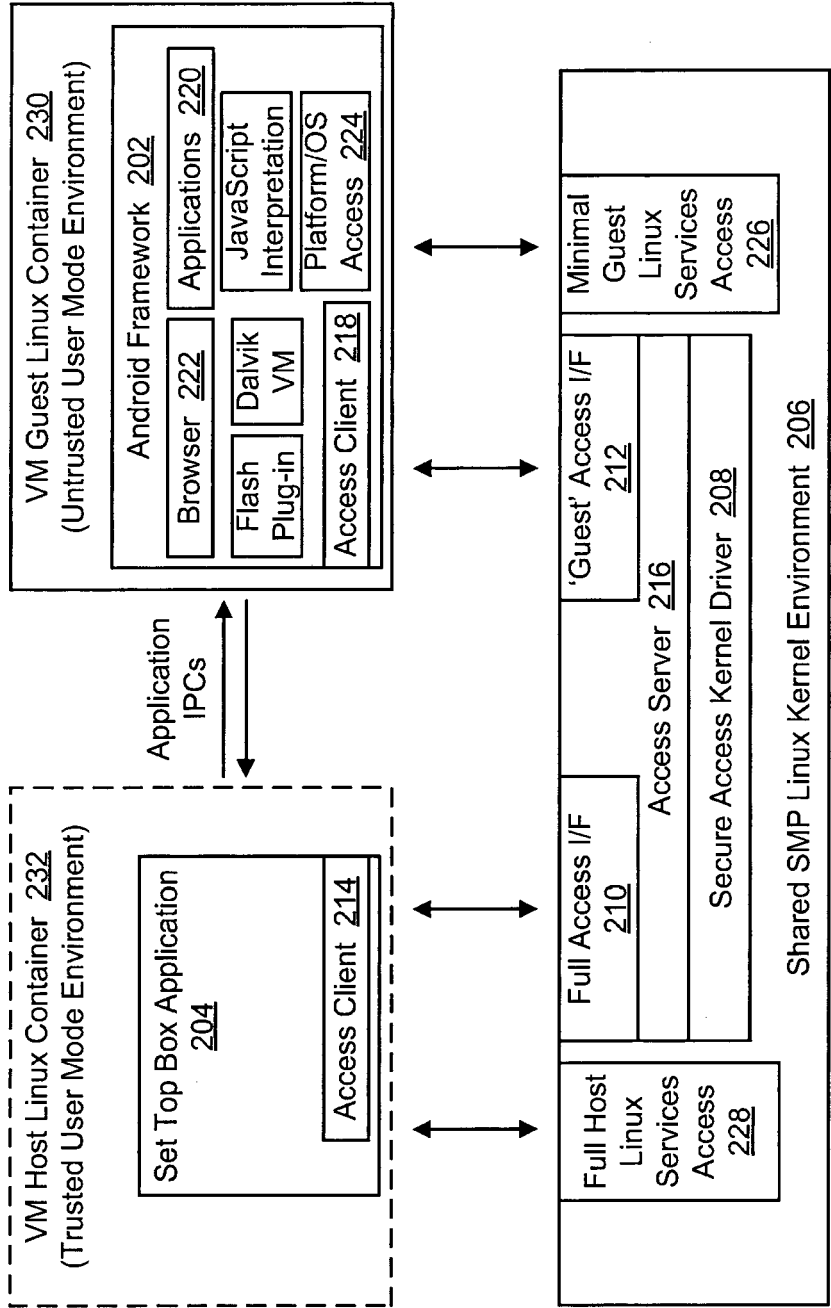 VM Host Linux Container 232
(Trusted User Mode Environment)
Set Top Box Application
204
Access Client 214
Application
IPCs
VM Guest Linux Container 230
(Untrusted User Mode Environment)
Android Framework 202
Browser 222
Applications 220
Flash
Plug-in
Dalvik
VM
JavaScript
Interpretation
Access Client 218
Platform/OS
Access 224
Full Host
Linux
Services
Access
228
Full Access I/F
210
'Guest' Access I/F
212
Access Server 216
Secure Access Kernel Driver 208
Minimal
Guest
Linux
Services
Access
226
Shared SMP Linux Kernel Environment 206